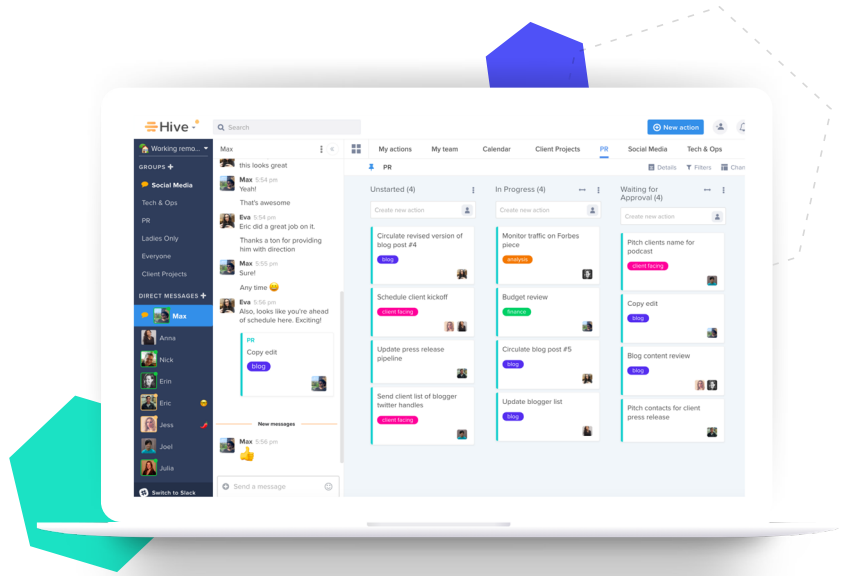 Hive
Search
New action
Working remo...
GROUPS +
Social Media
Tech & Ops
PR
Ladies Only
Everyone
Client Projects
DIRECT MESSAGES +
Max
Anna
Nick
Erin
Eric
Jess
Joel
Julia
Switch to Slack
Max
this looks great
Max 5:54 pm
Yeah!
That's awesome
Eva 5:54 pm
Eric did a great job on it.
Thanks a ton for providing
him with direction
Max 5:55 pm
Sure!
Any time 😄
Eva 5:56 pm
Also, looks like you're ahead
of schedule here. Exciting!
PR
Copy edit
blog
New messages
Max 5:56 pm
👍
Send a message
My actions
My team
Calendar
Client Projects
PR
Social Media
Tech & Ops
PR
Details
Filters
Char
Unstarted (4)
Create new action
Circulate revised version of
blog post #4
blog
Schedule client kickoff
client facing
Update press release
pipeline
Send client list of blogger
twitter handles
client facing
In Progress (4)
Create new action
Monitor traffic on Forbes
piece
analysis
Budget review
finance
Circulate blog post #5
blog
Update blogger list
blog
Waiting for
Approval (4)
Create new action
Pitch clients name for
podcast
client facing
Copy edit
blog
Blog content review
blog
Pitch contacts for client
press release